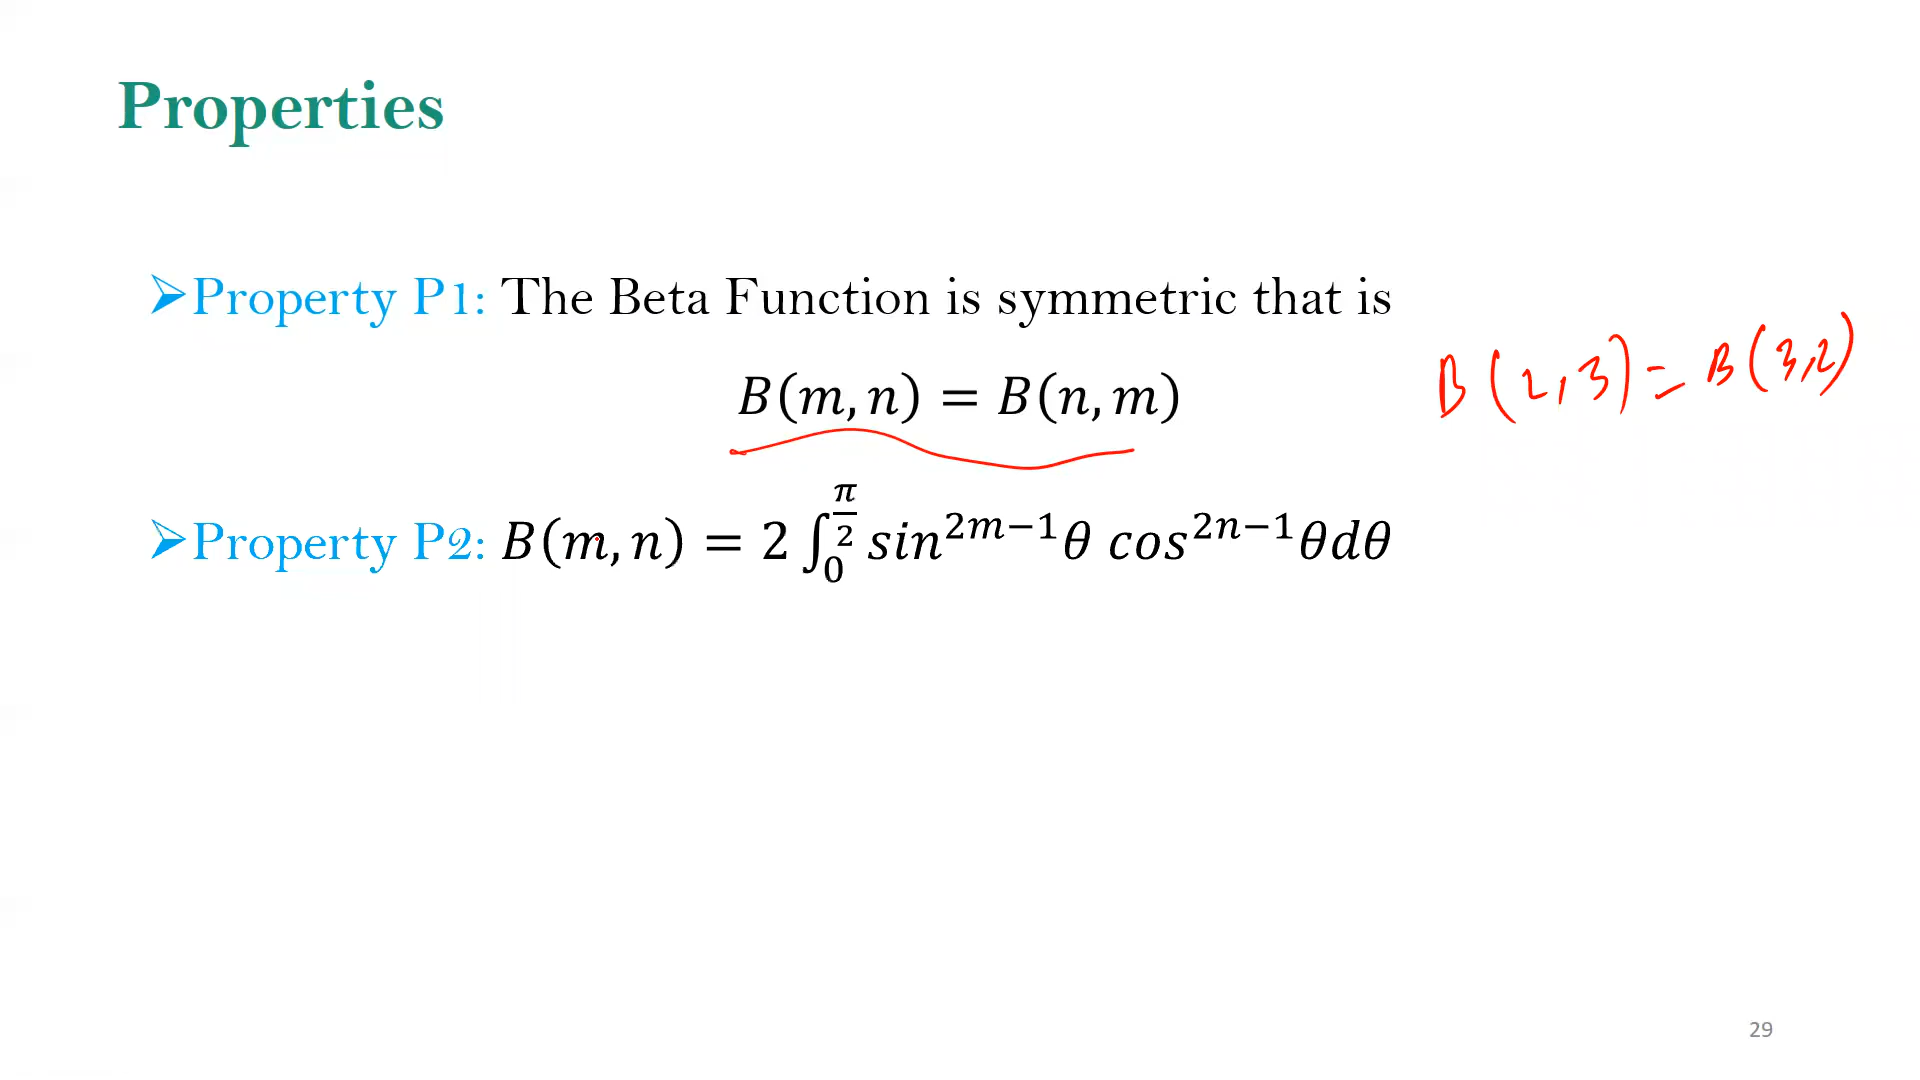 Properties
➢Property P1: The Beta Function is symmetric that is
B(m, n) = B(n, m)
B(2,3) = B(3,2)
➢Property P2: B(m, n) = 2 ∫₀^{π/2} sin^{2m−1}θ cos^{2n−1}θdθ
29